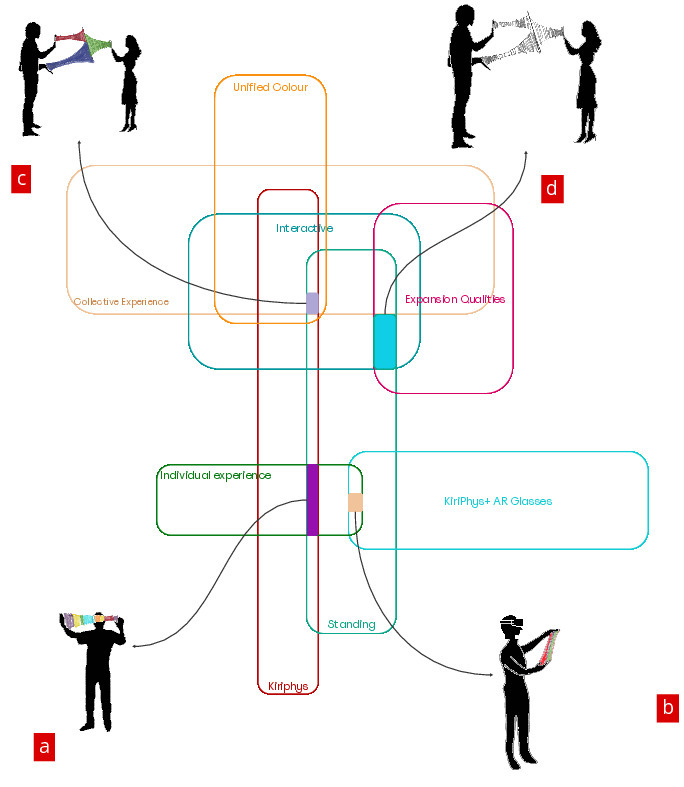 c
d
Unified Colour
Interactive
Collective Experience
Expansion Qualities
Individual experience
KiriPhys+ AR Glasses
Standing
Kiriphys
a
b